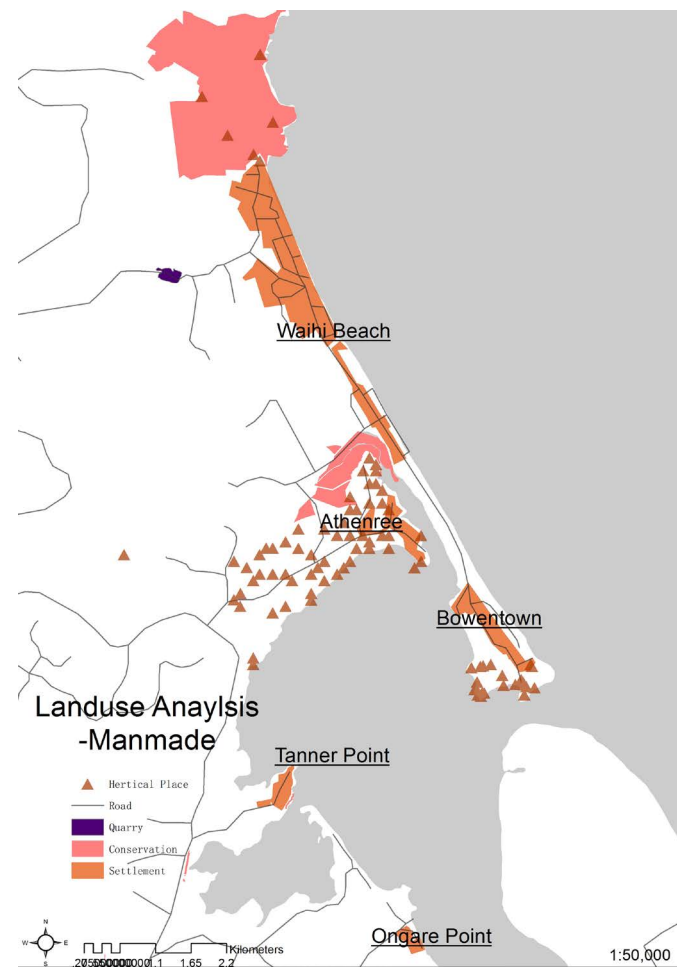 Waihi Beach
Athenree
Bowentown
Landuse Anaylsis
-Manmade
Tanner Point
Hertical Place
Road
Quarry
Conservation
Settlement
Ongare Point
N
W E
S
Kilometers
1.1 1.65 2.2
1:50,000